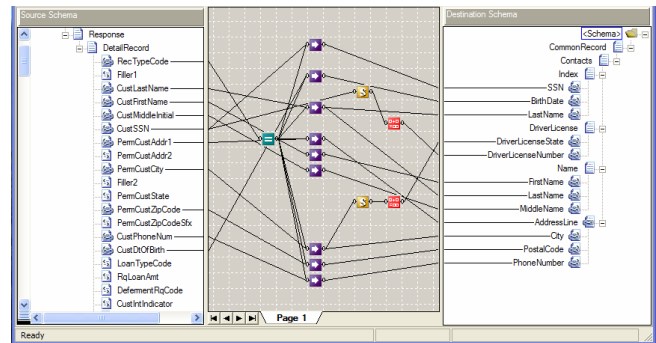 Source Schema
Destination Schema
Response
DetailRecord
RecTypeCode
Filler1
CustLastName
CustFirstName
CustMiddleInitial
CustSSN
PermCustAddr1
PermCustAddr2
PermCustCity
Filler2
PermCustState
PermCustZipCode
PermCustZipCodeSfx
CustPhoneNum
CustDtOfBirth
LoanTypeCode
RqLoanAmt
DefermentRqCode
CustIntIndicator
<Schema>
CommonRecord
Contacts
Index
SSN
BirthDate
LastName
DriverLicense
DriverLicenseState
DriverLicenseNumber
Name
FirstName
LastName
MiddleName
AddressLine
City
PostalCode
PhoneNumber
Page 1
Ready